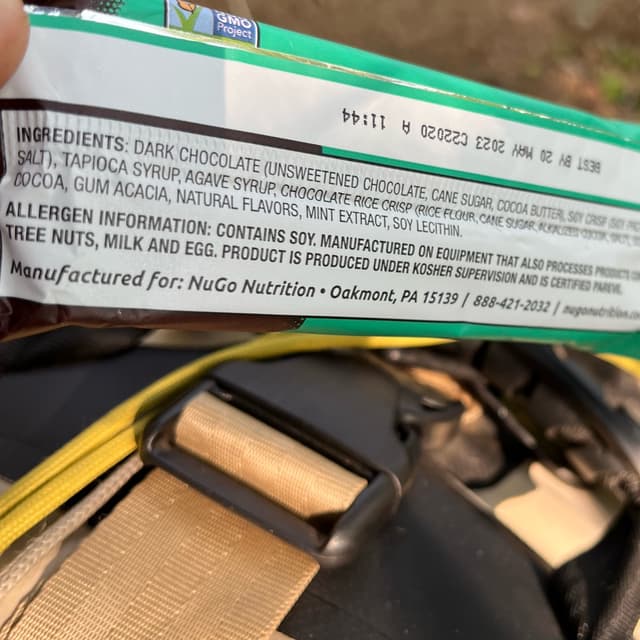 GMO
Project
BEST BY 20 MAY 2023 C22020 A 11:44
INGREDIENTS: DARK CHOCOLATE (UNSWEETENED CHOCOLATE, CANE SUGAR, COCOA BUTTER), SOY CRISP (SOY
SALT), TAPIOCA SYRUP, AGAVE SYRUP, CHOCOLATE RICE CRISP (RICE FLOUR, CANE SUGAR, ALKALIZED COCOA,
COCOA, GUM ACACIA, NATURAL FLAVORS, MINT EXTRACT, SOY LECITHIN.
ALLERGEN INFORMATION: CONTAINS SOY. MANUFACTURED ON EQUIPMENT THAT ALSO PROCESSES PRODUCTS
TREE NUTS, MILK AND EGG. PRODUCT IS PRODUCED UNDER KOSHER SUPERVISION AND IS CERTIFIED PAREVE.
Manufactured for: NuGo Nutrition • Oakmont, PA 15139 / 888-421-2032 / nugonutrition.com